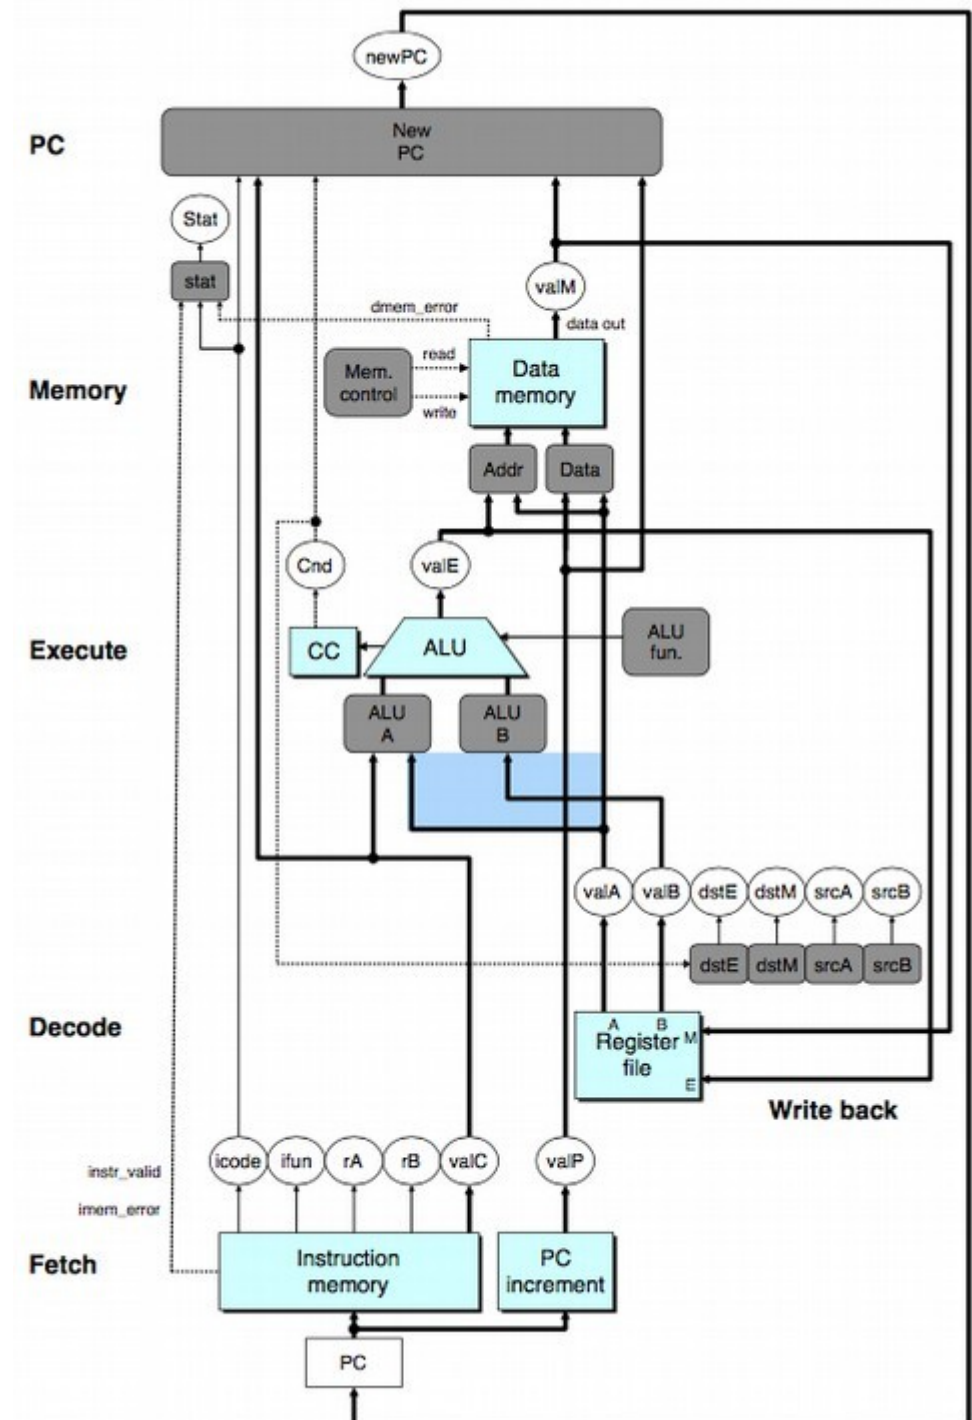 newPC
New
PC
PC
Stat
stat
valM
dmem_error
data out
read
Mem.
control
write
Data
memory
Memory
Addr
Data
Cnd
valE
Execute
CC
ALU
ALU
fun.
ALU
A
ALU
B
valA
valB
dstE
dstM
srcA
srcB
dstE
dstM
srcA
srcB
Decode
A
B
Register
file
M
E
Write back
icode
ifun
rA
rB
valC
valP
instr_valid
imem_error
Fetch
Instruction
memory
PC
increment
PC